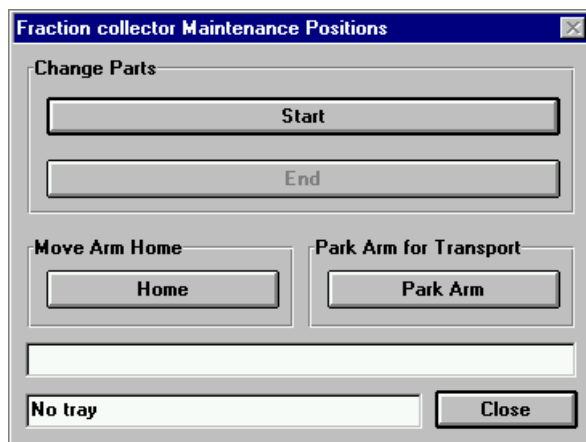 Fraction collector Maintenance Positions
Change Parts
Start
End
Move Arm Home
Home
Park Arm for Transport
Park Arm
No tray
Close